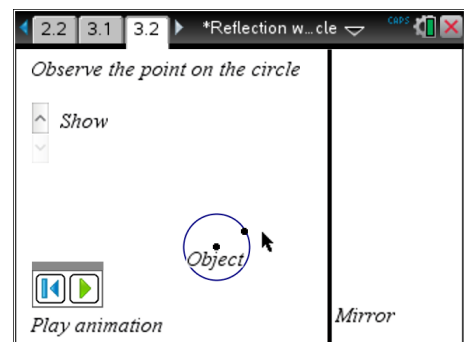 2.2 3.1 3.2 *Reflection w...cle CAPS
Observe the point on the circle
Show
Object
Play animation
Mirror